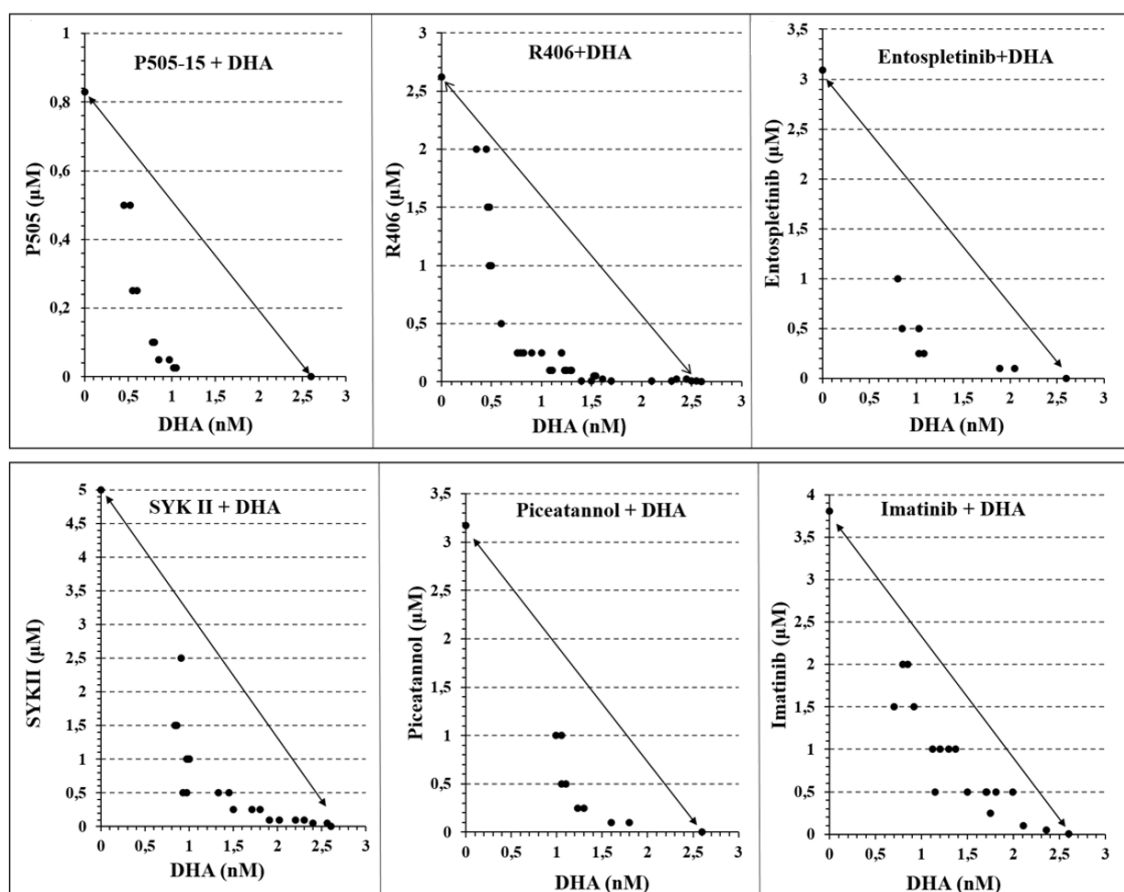 P505-15 + DHA
P505 (µM)
1
0,8
0,6
0,4
0,2
0
0 0,5 1 1,5 2 2,5 3
DHA (nM)
R406+DHA
R406 (µM)
3
2,5
2
1,5
1
0,5
0
0 0,5 1 1,5 2 2,5 3
DHA (nM)
Entospletinib+DHA
Entospletinib (µM)
3,5
3
2,5
2
1,5
1
0,5
0
0 0,5 1 1,5 2 2,5 3
DHA (nM)
SYK II + DHA
SYKII (µM)
5
4,5
4
3,5
3
2,5
2
1,5
1
0,5
0
0 0,5 1 1,5 2 2,5 3
DHA (nM)
Piceatannol + DHA
Piceatannol (µM)
3,5
3
2,5
2
1,5
1
0,5
0
0 0,5 1 1,5 2 2,5 3
DHA (nM)
Imatinib + DHA
Imatinib (µM)
4
3,5
3
2,5
2
1,5
1
0,5
0
0 0,5 1 1,5 2 2,5 3
DHA (nM)